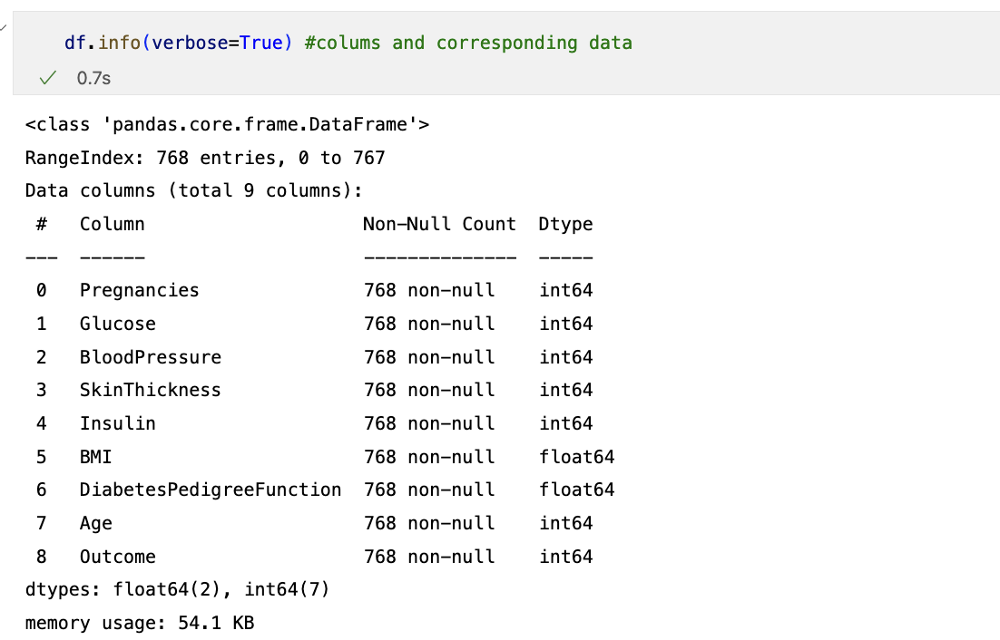 df.info(verbose=True) #colums and corresponding data
0.7s
<class 'pandas.core.frame.DataFrame'>
RangeIndex: 768 entries, 0 to 767
Data columns (total 9 columns):
 #   Column                    Non-Null Count  Dtype
---  ------                    --------------  -----
 0   Pregnancies               768 non-null    int64
 1   Glucose                   768 non-null    int64
 2   BloodPressure             768 non-null    int64
 3   SkinThickness             768 non-null    int64
 4   Insulin                   768 non-null    int64
 5   BMI                       768 non-null    float64
 6   DiabetesPedigreeFunction  768 non-null    float64
 7   Age                       768 non-null    int64
 8   Outcome                   768 non-null    int64
dtypes: float64(2), int64(7)
memory usage: 54.1 KB